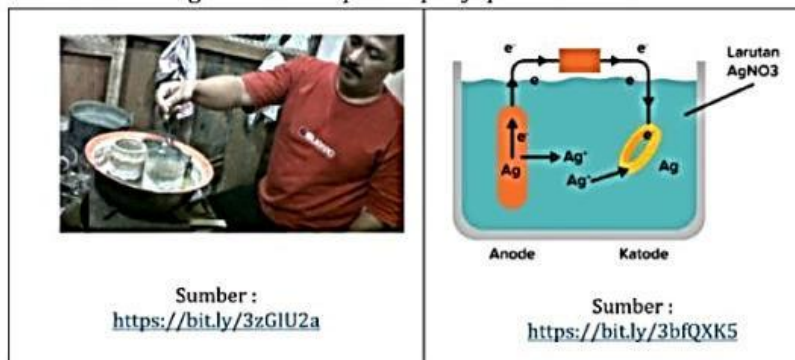 Sumber :
https://bit.ly/3zGIU2a
e⁻
e⁻
e
e
Larutan
AgNO3
e⁻
e
Ag
Ag⁺
Ag⁺
Ag
Anode
Katode
Sumber :
https://bit.ly/3bfQXK5